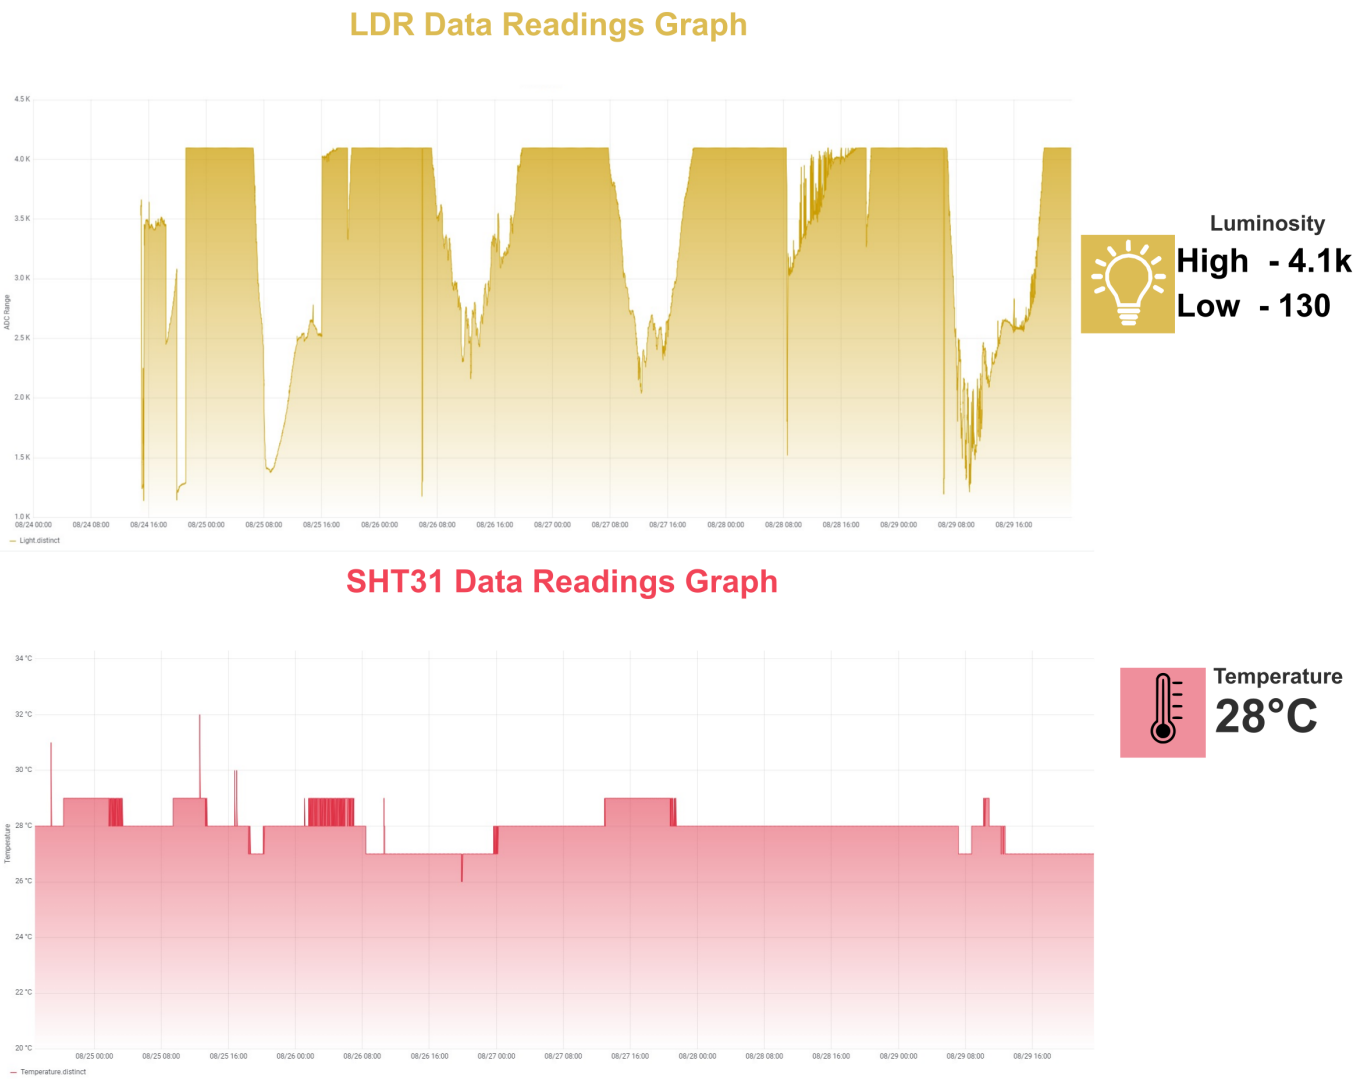 LDR Data Readings Graph
4.5 K
4.0 K
3.5 K
3.0 K
2.5 K
2.0 K
1.5 K
1.0 K
ADC Range
08/24 00:00 08/24 08:00 08/24 16:00 08/25 00:00 08/25 08:00 08/25 16:00 08/26 00:00 08/26 08:00 08/26 16:00 08/27 00:00 08/27 08:00 08/27 16:00 08/28 00:00 08/28 08:00 08/28 16:00 08/29 00:00 08/29 08:00 08/29 16:00
Light.distinct
Luminosity
High - 4.1k
Low - 130
SHT31 Data Readings Graph
34 °C
32 °C
30 °C
28 °C
26 °C
24 °C
22 °C
20 °C
Temperature
08/25 00:00 08/25 08:00 08/25 16:00 08/26 00:00 08/26 08:00 08/26 16:00 08/27 00:00 08/27 08:00 08/27 16:00 08/28 00:00 08/28 08:00 08/28 16:00 08/29 00:00 08/29 08:00 08/29 16:00
Temperature.distinct
Temperature
28°C